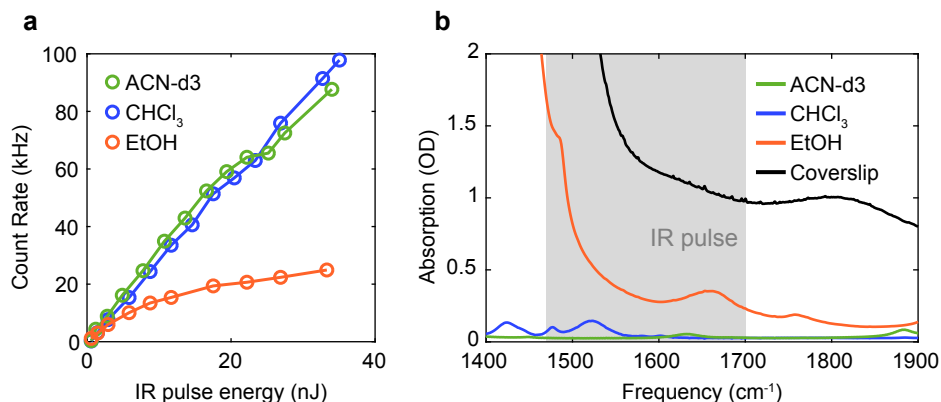 a
100
80
60
40
20
0
0
20
40
Count Rate (kHz)
IR pulse energy (nJ)
ACN-d3
CHCl₃
EtOH
b
2
1.5
1
0.5
0
1400
1500
1600
1700
1800
1900
Absorption (OD)
Frequency (cm⁻¹)
ACN-d3
CHCl₃
EtOH
Coverslip
IR pulse